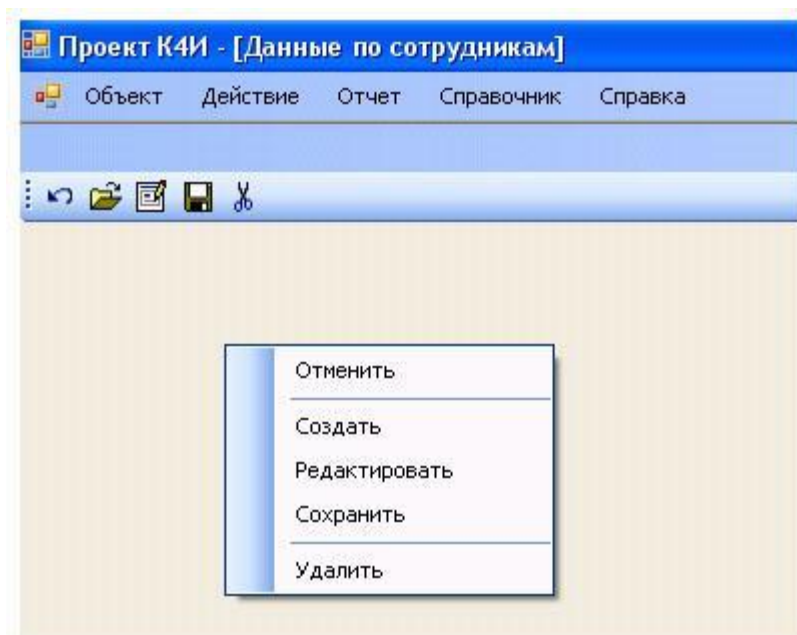 Проект К4И - [Данные по сотрудникам]
Объект Действие Отчет Справочник Справка
Отменить
Создать
Редактировать
Сохранить
Удалить